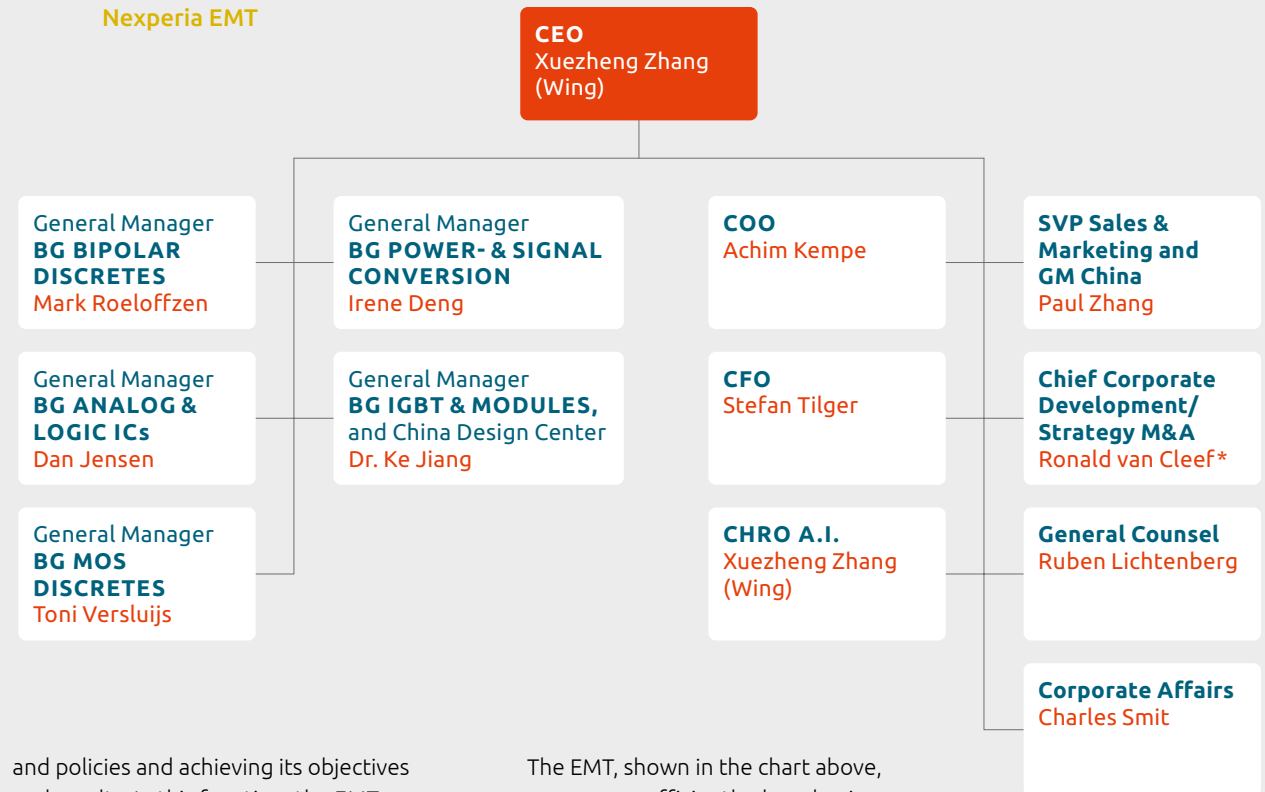 Nexperia EMT
CEO
Xuezheng Zhang
(Wing)
General Manager
BG BIPOLAR
DISCRETES
Mark Roeloffzen
General Manager
BG POWER- & SIGNAL
CONVERSION
Irene Deng
COO
Achim Kempe
SVP Sales &
Marketing and
GM China
Paul Zhang
General Manager
BG ANALOG &
LOGIC ICs
Dan Jensen
General Manager
BG IGBT & MODULES,
and China Design Center
Dr. Ke Jiang
CFO
Stefan Tilger
Chief Corporate
Development/
Strategy M&A
Ronald van Cleef*
General Manager
BG MOS
DISCRETES
Toni Versluijs
CHRO A.I.
Xuezheng Zhang
(Wing)
General Counsel
Ruben Lichtenberg
Corporate Affairs
Charles Smit
and policies and achieving its objectives
The EMT, shown in the chart above,